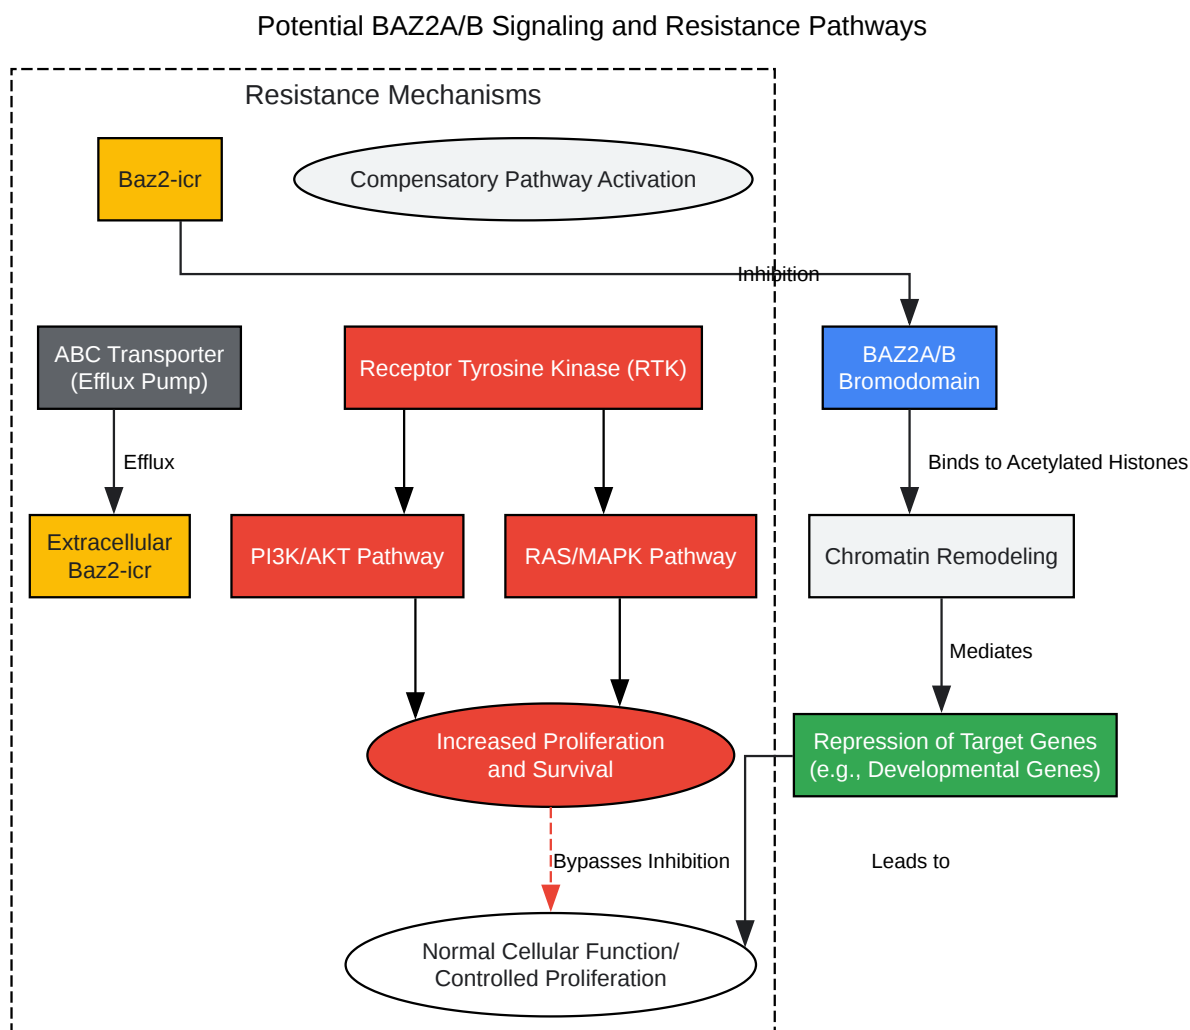 Potential BAZ2A/B Signaling and Resistance Pathways
Resistance Mechanisms
Baz2-icr
Compensatory Pathway Activation
Inhibition
ABC Transporter
(Efflux Pump)
Receptor Tyrosine Kinase (RTK)
BAZ2A/B
Bromodomain
Efflux
Binds to Acetylated Histones
Extracellular
Baz2-icr
PI3K/AKT Pathway
RAS/MAPK Pathway
Chromatin Remodeling
Mediates
Increased Proliferation
and Survival
Repression of Target Genes
(e.g., Developmental Genes)
Bypasses Inhibition
Leads to
Normal Cellular Function/
Controlled Proliferation